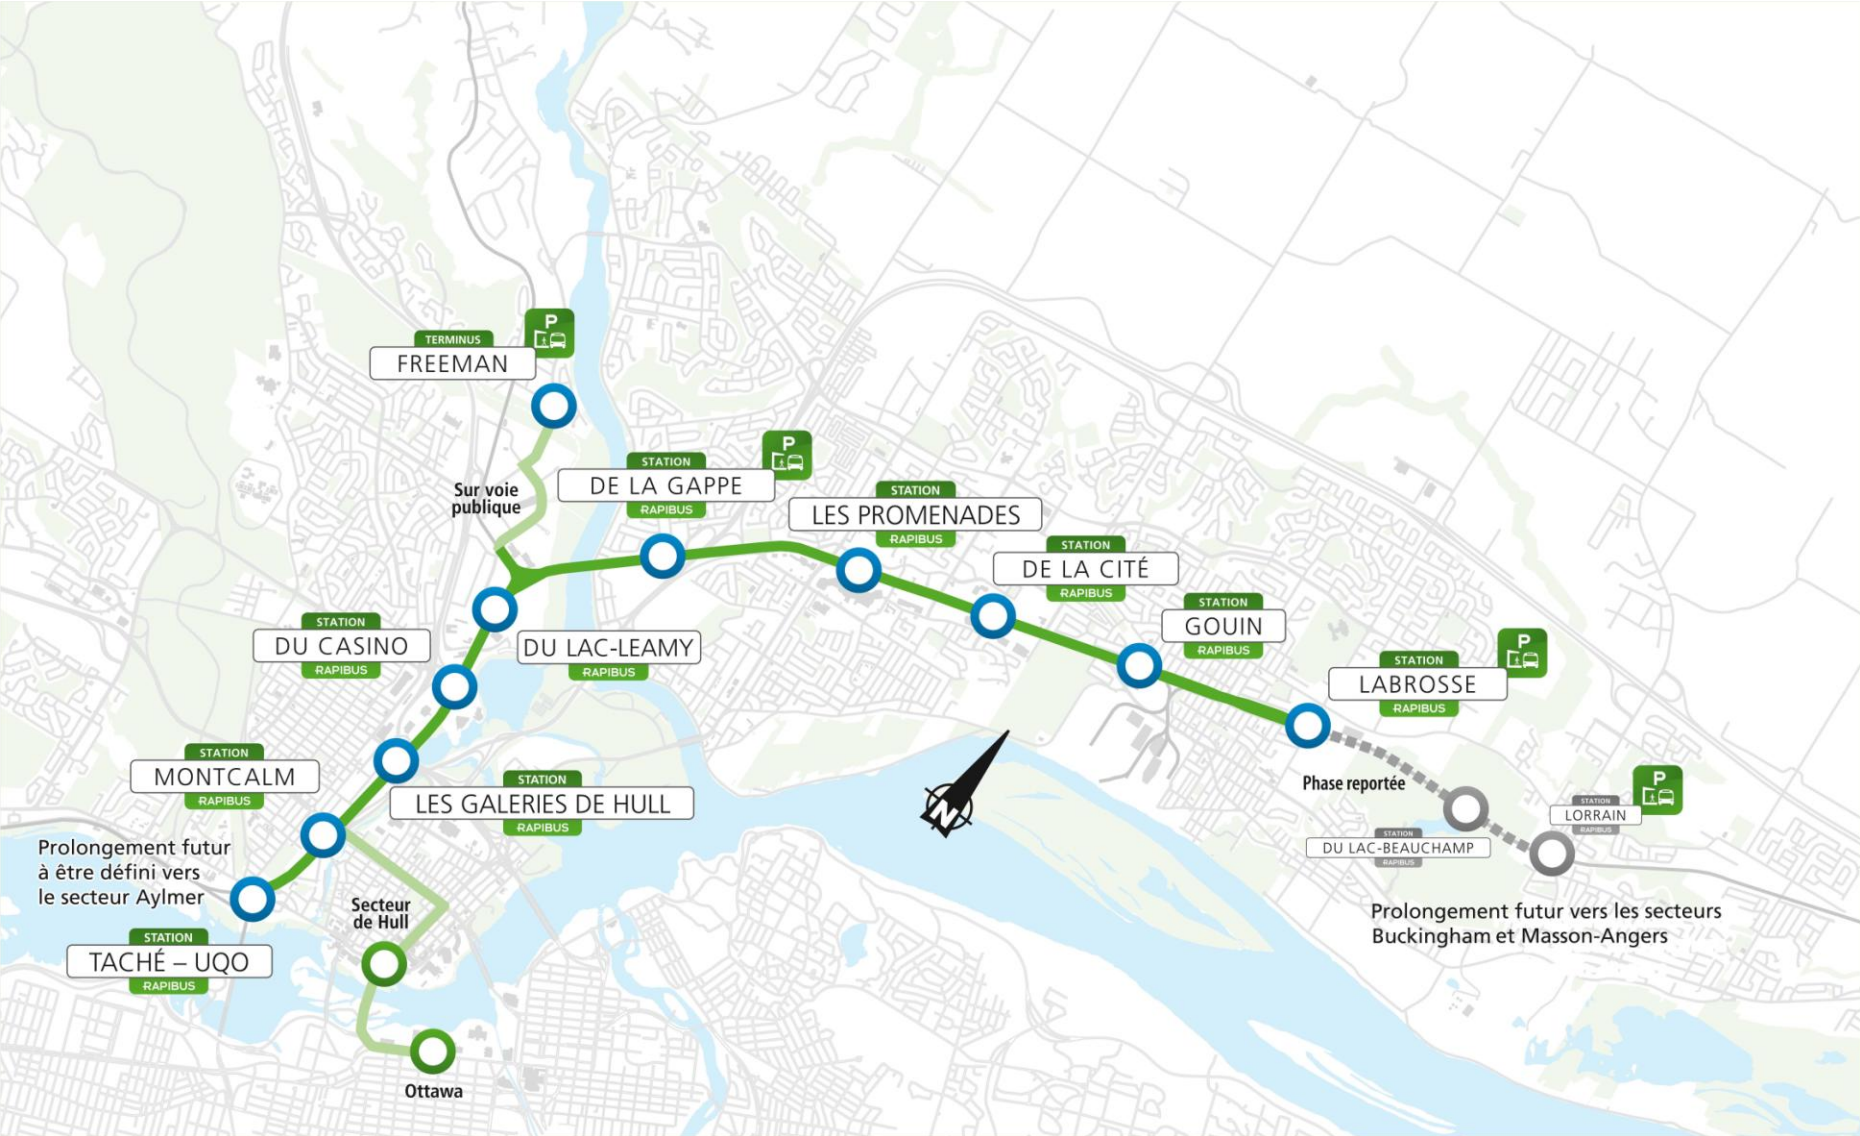 P
TERMINUS
FREEMAN
P
STATION
DE LA GAPPE
RAPIBUS
Sur voie
publique
STATION
LES PROMENADES
RAPIBUS
STATION
DE LA CITÉ
RAPIBUS
STATION
GOUIN
RAPIBUS
STATION
DU CASINO
RAPIBUS
DU LAC-LEAMY
RAPIBUS
P
STATION
LABROSSE
RAPIBUS
STATION
MONTCALM
RAPIBUS
STATION
LES GALERIES DE HULL
RAPIBUS
N
Phase reportée
P
STATION
LORRAIN
RAPIBUS
STATION
DU LAC-BEAUCHAMP
RAPIBUS
Prolongement futur
à être défini vers
le secteur Aylmer
Secteur
de Hull
Prolongement futur vers les secteurs
Buckingham et Masson-Angers
STATION
TACHÉ – UQO
RAPIBUS
Ottawa